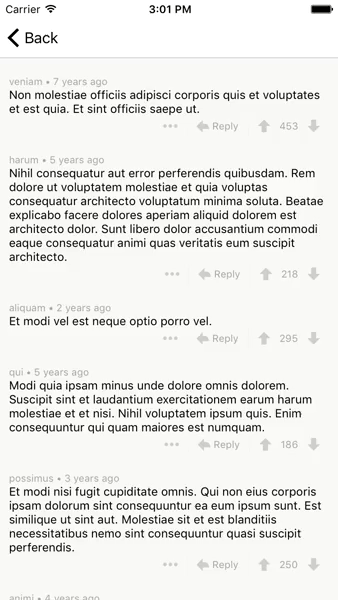 Carrier 3:01 PM
Back
veniam • 7 years ago
Non molestiae officiis adipisci corporis quis et voluptates
et est quia. Et sint officiis saepe ut.
••• Reply 453
harum • 5 years ago
Nihil consequatur aut error perferendis quibusdam. Rem
dolore ut voluptatem molestiae et quia voluptas
consequatur architecto voluptatum minima soluta. Beatae
explicabo facere dolores aperiam aliquid dolorem est
architecto dolor. Sunt libero dolor accusantium commodi
eaque consequatur animi quas veritatis eum suscipit
architecto.
••• Reply 218
aliquam • 2 years ago
Et modi vel est neque optio porro vel.
••• Reply 295
qui • 5 years ago
Modi quia ipsam minus unde dolore omnis dolorem.
Suscipit sint et laudantium exercitationem earum harum
molestiae et et nisi. Nihil voluptatem ipsum quis. Enim
consequuntur qui quam maiores est numquam.
••• Reply 186
possimus • 3 years ago
Et modi nisi fugit cupiditate omnis. Qui non eius corporis
ipsam dolorum sint consequuntur ea eum ipsum sunt. Est
similique ut sint aut. Molestiae sit et est blanditiis
necessitatibus nemo sint consequuntur quasi suscipit
perferendis.
••• Reply 250
animi • 4 years ago